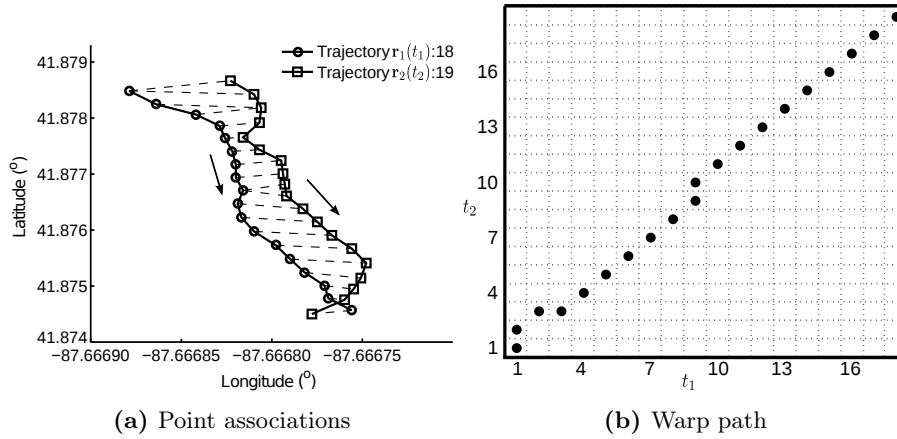 Trajectory r₁(t₁):18
Trajectory r₂(t₂):19
41.879
41.878
41.877
41.876
41.875
41.874
Latitude (°)
−87.66690 −87.66685 −87.66680 −87.66675
Longitude (°)
(a) Point associations
16
13
10
7
4
1
t₂
1 4 7 10 13 16
t₁
(b) Warp path